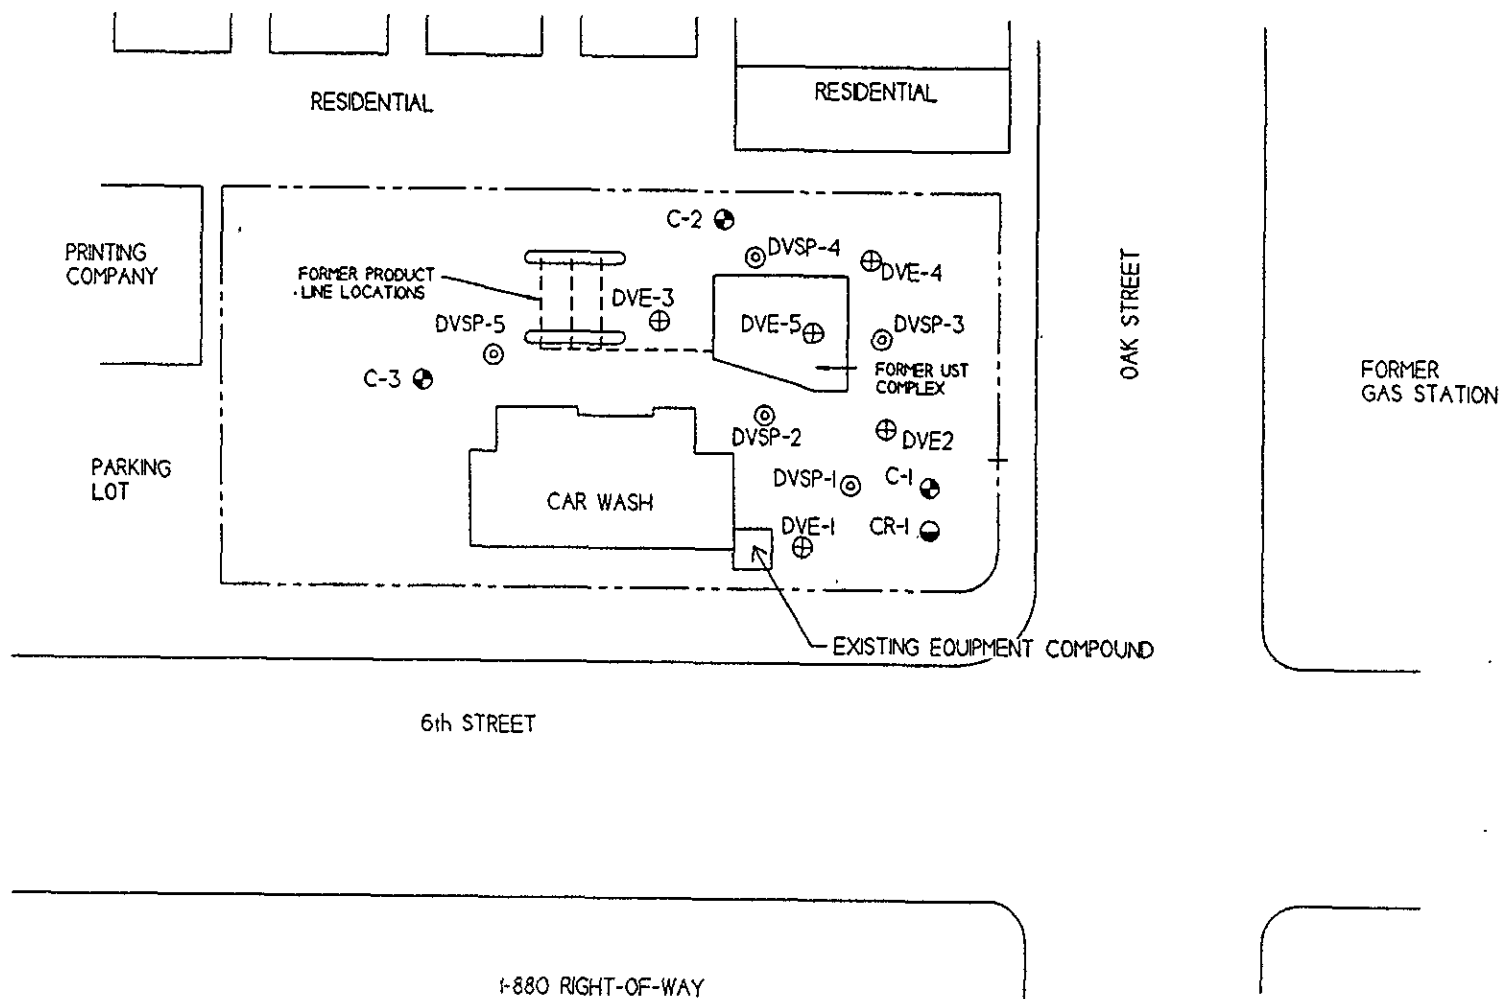 RESIDENTIAL
RESIDENTIAL
C-2
DVSP-4
DVE-4
PRINTING
COMPANY
FORMER PRODUCT
LINE LOCATIONS
DVE-3
DVSP-5
DVE-5
DVSP-3
OAK STREET
FORMER UST
COMPLEX
FORMER
GAS STATION
C-3
DVSP-2
DVE2
PARKING
LOT
CAR WASH
DVSP-1
C-1
DVE-1
CR-1
EXISTING EQUIPMENT COMPOUND
6th STREET
I-880 RIGHT-OF-WAY